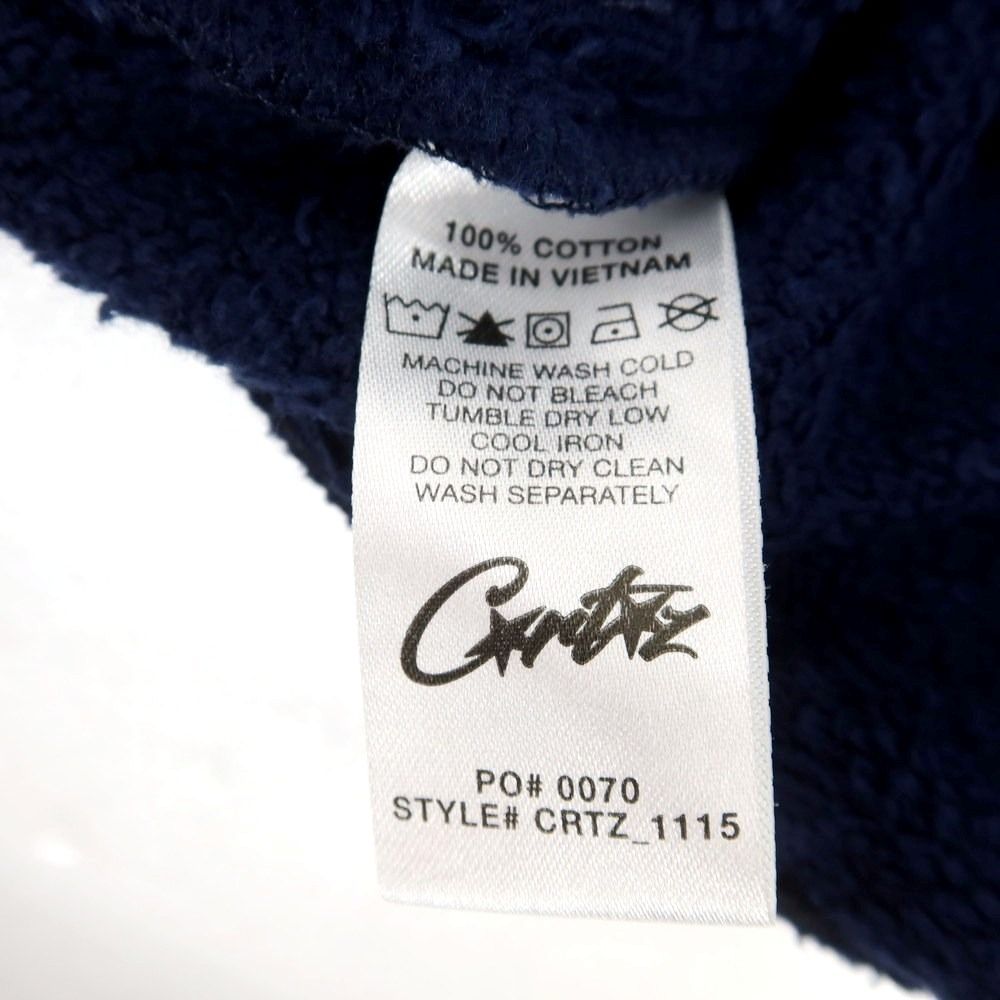 100% COTTON
MADE IN VIETNAM
MACHINE WASH COLD
DO NOT BLEACH
TUMBLE DRY LOW
COOL IRON
DO NOT DRY CLEAN
WASH SEPARATELY
Crtz
PO# 0070
STYLE# CRTZ_1115